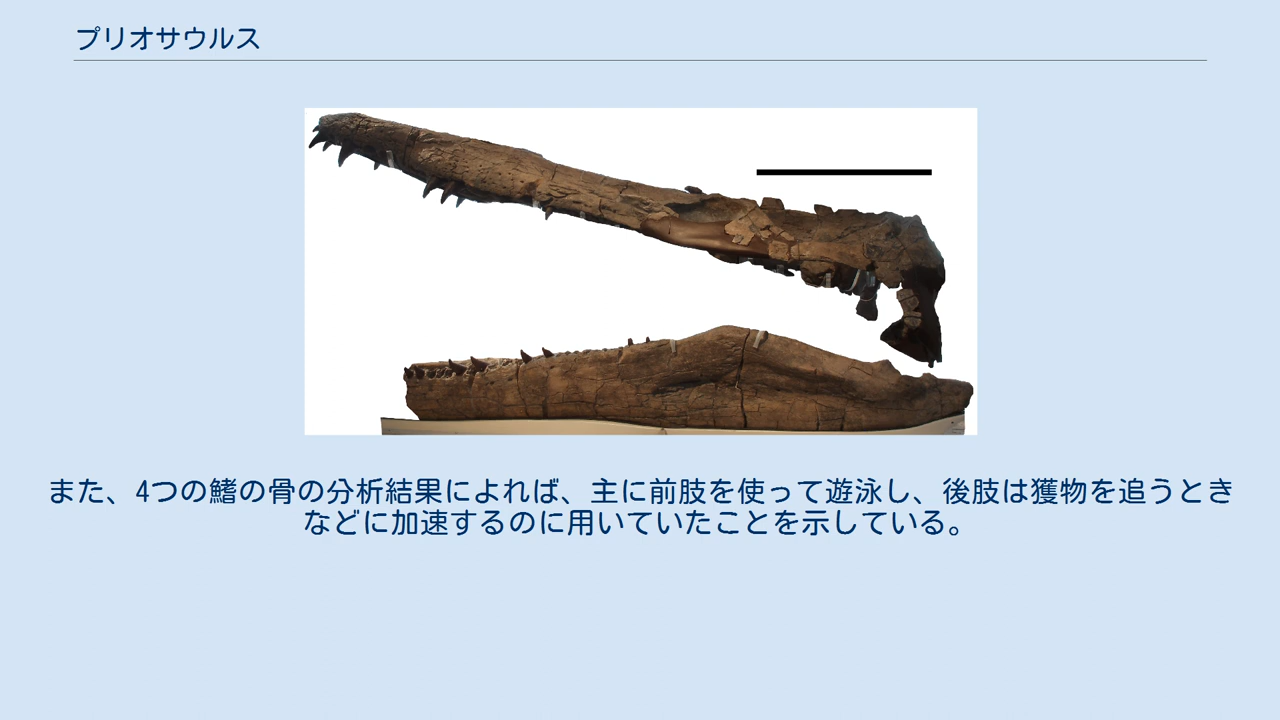 プリオサウルス
また、4つの鰭の骨の分析結果によれば、主に前肢を使って遊泳し、後肢は獲物を追うとき
などに加速するのに用いていたことを示している。